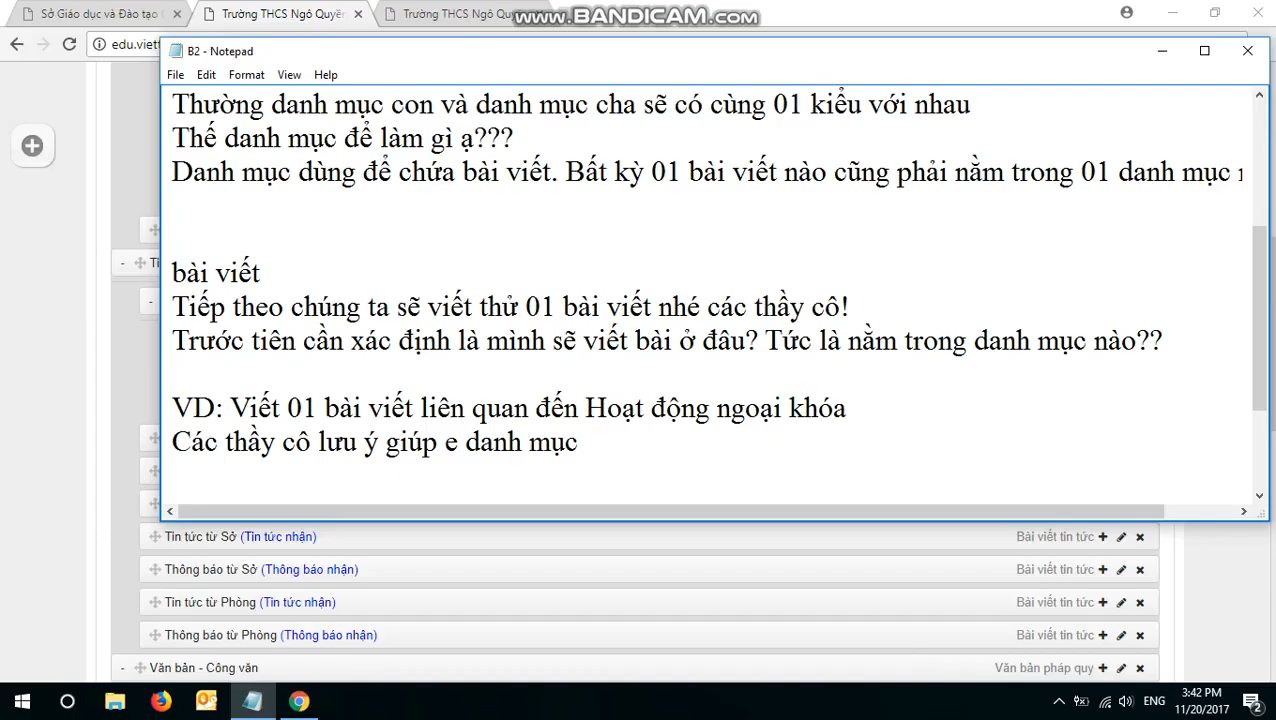 Sở Giáo dục và Đào tạo
Trường THCS Ngô Quyền
Trường THCS Ngô Quyền
www.BANDICAM.com
edu.viett
B2 - Notepad
File Edit Format View Help
Thường danh mục con và danh mục cha sẽ có cùng 01 kiểu với nhau
Thế danh mục để làm gì ạ???
Danh mục dùng để chứa bài viết. Bất kỳ 01 bài viết nào cũng phải nằm trong 01 danh mục
bài viết
Tiếp theo chúng ta sẽ viết thử 01 bài viết nhé các thầy cô!
Trước tiên cần xác định là mình sẽ viết bài ở đâu? Tức là nằm trong danh mục nào??
VD: Viết 01 bài viết liên quan đến Hoạt động ngoại khóa
Các thầy cô lưu ý giúp e danh mục
Tin tức từ Sở (Tin tức nhận) Bài viết tin tức
Thông báo từ Sở (Thông báo nhận) Bài viết tin tức
Tin tức từ Phòng (Tin tức nhận) Bài viết tin tức
Thông báo từ Phòng (Thông báo nhận) Bài viết tin tức
Văn bản - Công văn Văn bản pháp quy
ENG
3:42 PM
11/20/2017
2